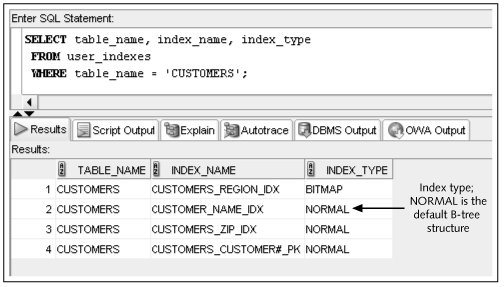 Enter SQL Statement:
SELECT table_name, index_name, index_type
FROM user_indexes
WHERE table_name = 'CUSTOMERS';
Results Script Output Explain Autotrace DBMS Output OWA Output
Results:
TABLE_NAME INDEX_NAME INDEX_TYPE
1 CUSTOMERS CUSTOMERS_REGION_IDX BITMAP
2 CUSTOMERS CUSTOMER_NAME_IDX NORMAL
3 CUSTOMERS CUSTOMERS_ZIP_IDX NORMAL
4 CUSTOMERS CUSTOMERS_CUSTOMER#_PK NORMAL
Index type;
NORMAL is the
default B-tree
structure